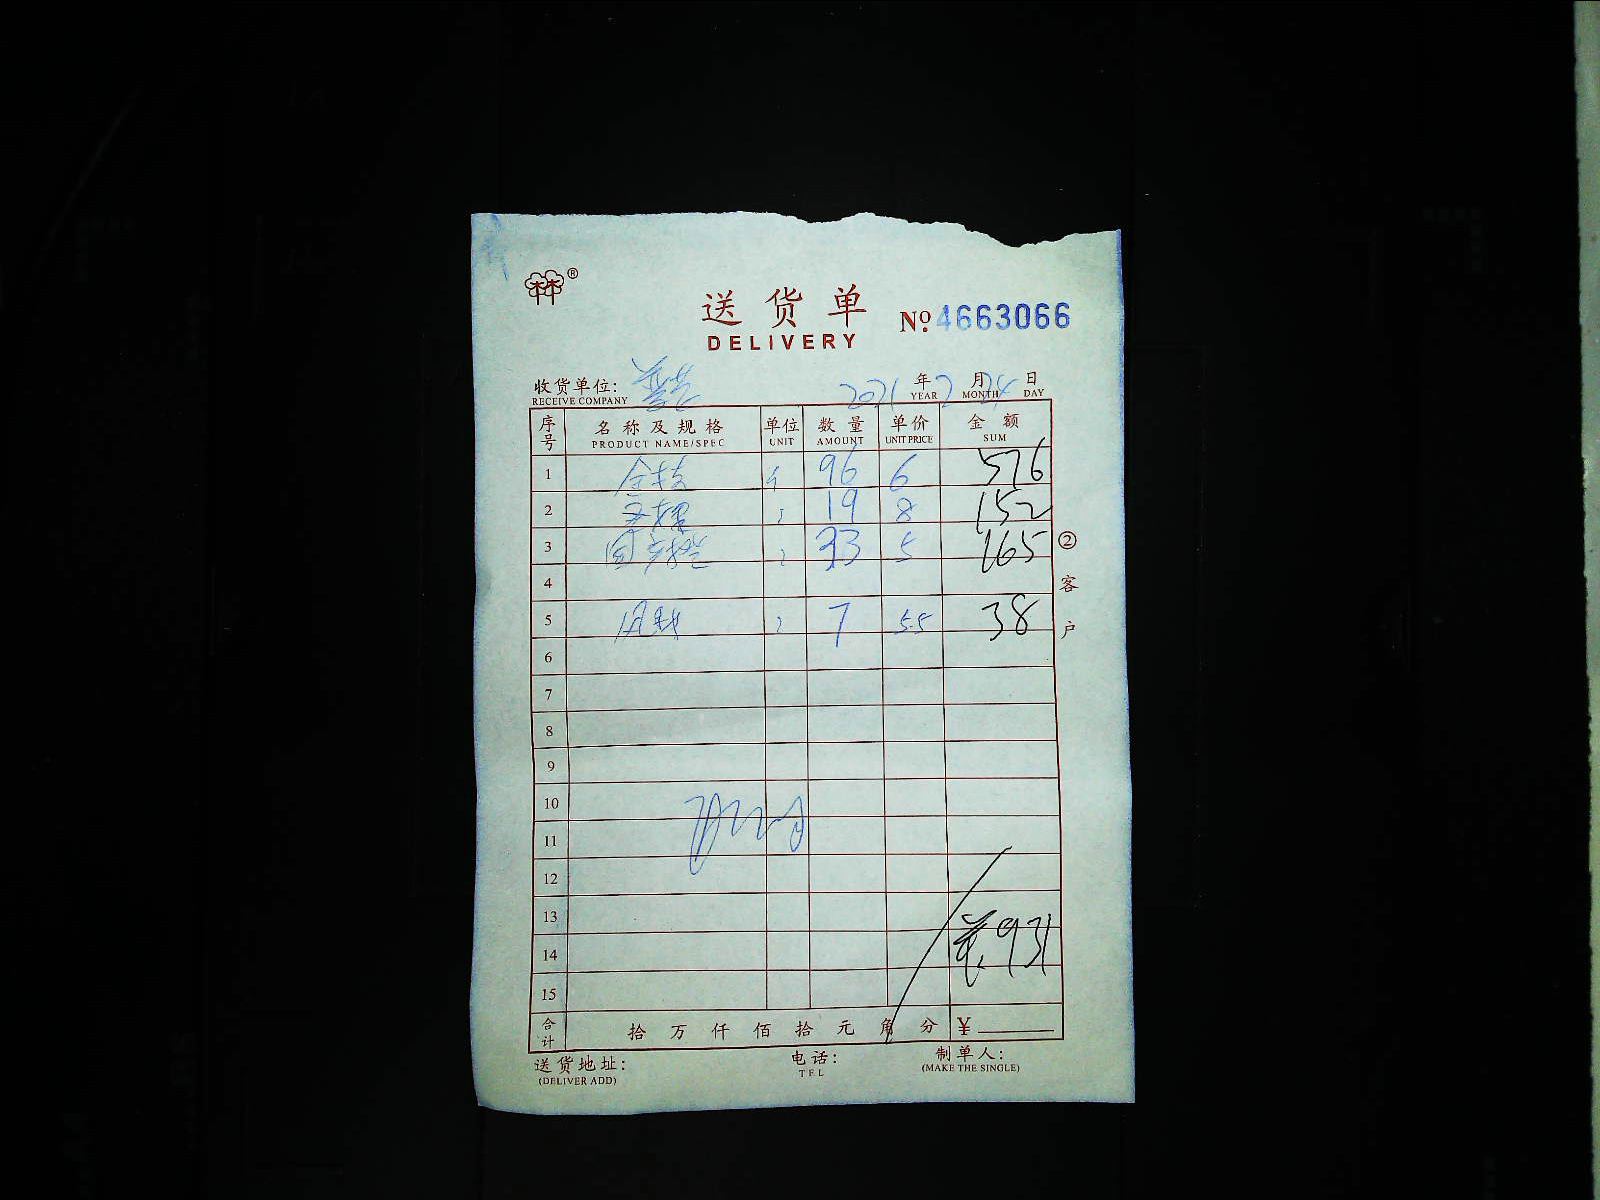 ®
送货单 №4663066
DELIVERY
收货单位: 2021 年 2 月 24 日
RECEIVE COMPANY YEAR MONTH DAY
序号 名称及规格 单位 数量 单价 金额
PRODUCT NAME/SPEC UNIT AMOUNT UNIT PRICE SUM
1 个 96 6 576
2 19 8 152
3 33 5 165
4
5 7 5.5 38
6
7
8
9
10
11
12
13
14 931
15
合计 拾 万 仟 佰 拾 元 角 分 ¥
② 客户
送货地址: 电话: 制单人:
(DELIVER ADD) TEL (MAKE THE SINGLE)